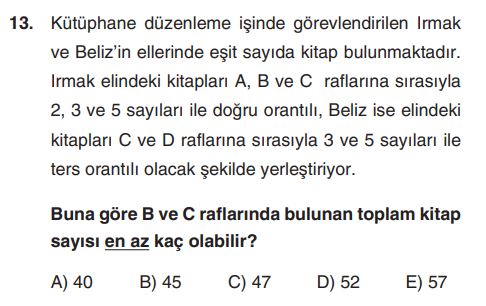 13. Kütüphane düzenleme işinde görevlendirilen Irmak
ve Beliz'in ellerinde eşit sayıda kitap bulunmaktadır.
Irmak elindeki kitapları A, B ve C raflarına sırasıyla
2, 3 ve 5 sayıları ile doğru orantılı, Beliz ise elindeki
kitapları C ve D raflarına sırasıyla 3 ve 5 sayıları ile
ters orantılı olacak şekilde yerleştiriyor.
Buna göre B ve C raflarında bulunan toplam kitap
sayısı en az kaç olabilir?
A) 40 B) 45 C) 47 D) 52 E) 57